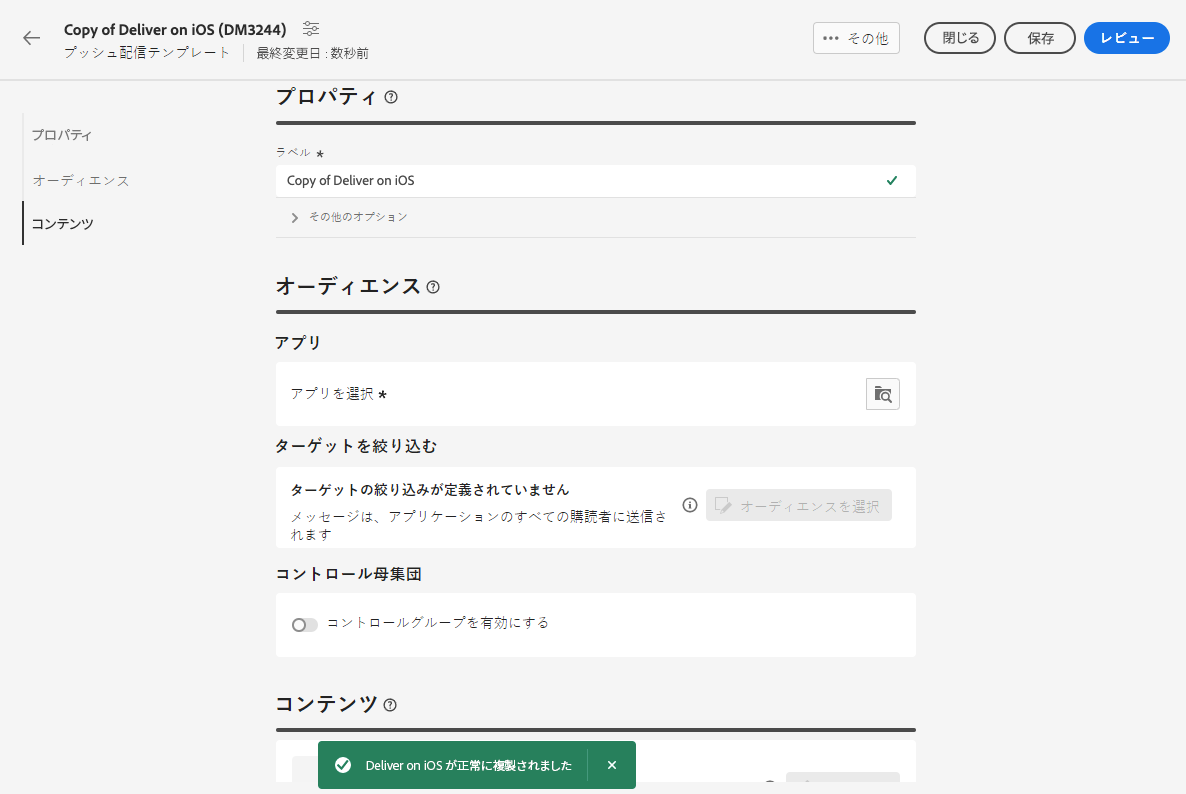 Copy of Deliver on iOS (DM3244)
プッシュ配信テンプレート 最終変更日 : 数秒前
••• その他
閉じる
保存
レビュー
プロパティ
オーディエンス
コンテンツ
プロパティ
ラベル *
Copy of Deliver on iOS
その他のオプション
オーディエンス
アプリ
アプリを選択 *
ターゲットを絞り込む
ターゲットの絞り込みが定義されていません
メッセージは、アプリケーションのすべての購読者に送信さ
れます
オーディエンスを選択
コントロール母集団
コントロールグループを有効にする
コンテンツ
Deliver on iOS が正常に複製されました